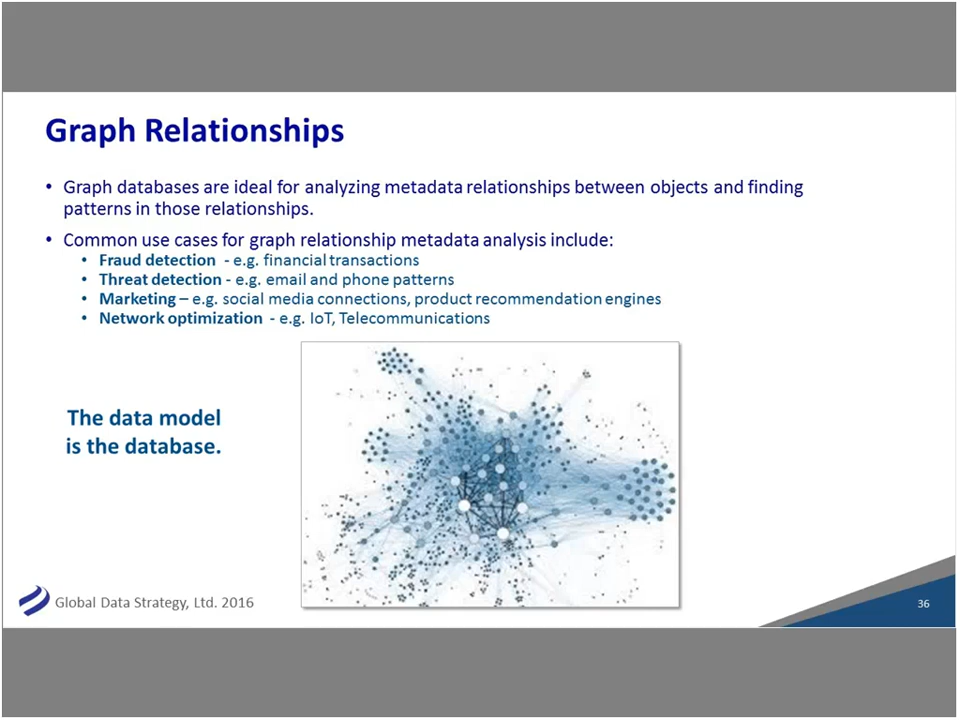 Graph Relationships
• Graph databases are ideal for analyzing metadata relationships between objects and finding
patterns in those relationships.
• Common use cases for graph relationship metadata analysis include:
• Fraud detection - e.g. financial transactions
• Threat detection - e.g. email and phone patterns
• Marketing – e.g. social media connections, product recommendation engines
• Network optimization - e.g. IoT, Telecommunications
The data model
is the database.
Global Data Strategy, Ltd. 2016
36